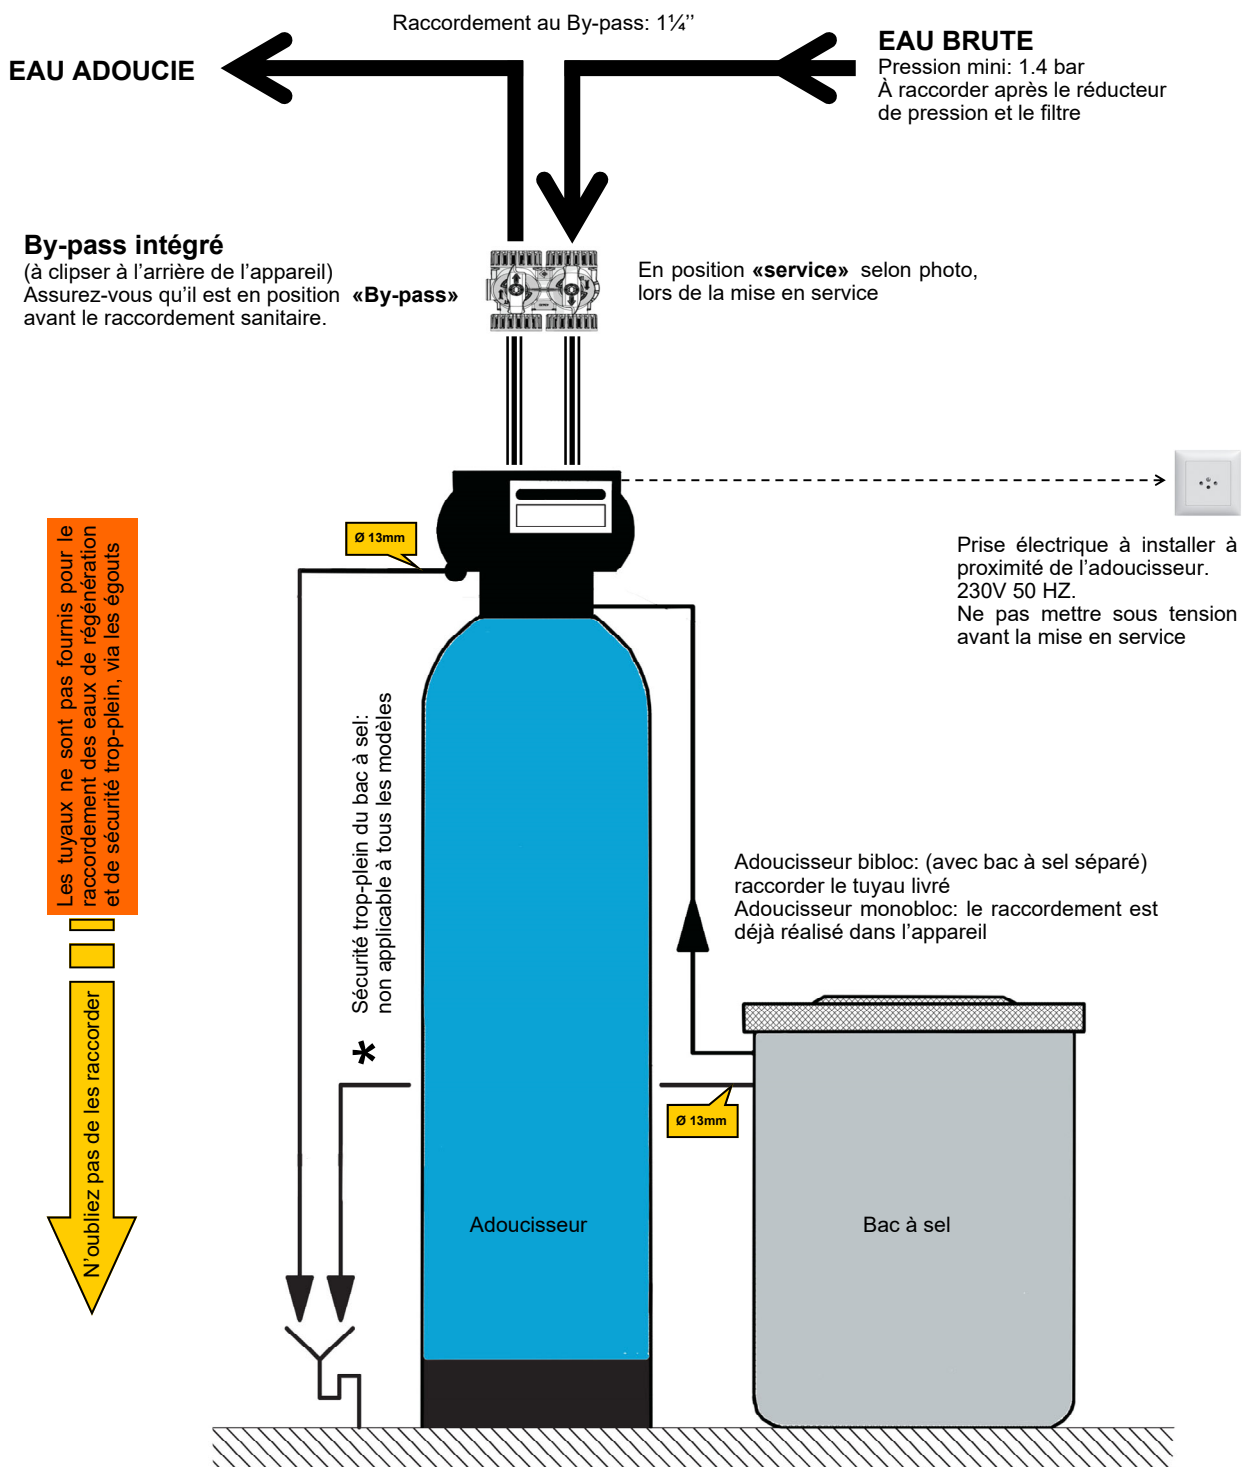 Raccordement au By-pass: 1¼’’
EAU ADOUCIE
EAU BRUTE
Pression mini: 1.4 bar
À raccorder après le réducteur
de pression et le filtre
By-pass intégré
(à clipser à l’arrière de l’appareil)
Assurez-vous qu’il est en position «By-pass»
avant le raccordement sanitaire.
En position «service» selon photo,
lors de la mise en service
Ø 13mm
Prise électrique à installer à
proximité de l’adoucisseur.
230V 50 HZ.
Ne pas mettre sous tension
avant la mise en service
Les tuyaux ne sont pas fournis pour le
raccordement des eaux de régénération
et de sécurité trop-plein, via les égouts
N’oubliez pas de les raccorder
* Sécurité trop-plein du bac à sel:
non applicable à tous les modèles
Adoucisseur bibloc: (avec bac à sel séparé)
raccorder le tuyau livré
Adoucisseur monobloc: le raccordement est
déjà réalisé dans l’appareil
Ø 13mm
Adoucisseur
Bac à sel